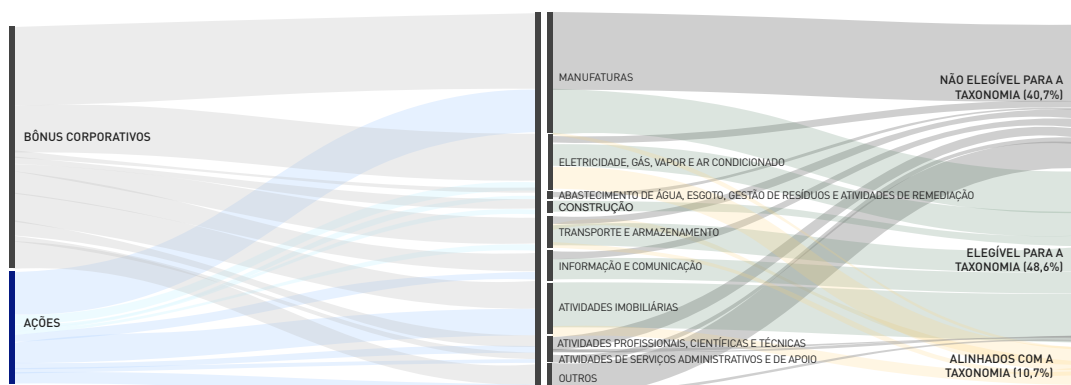 BÔNUS CORPORATIVOS
AÇÕES
MANUFATURAS
ELETRICIDADE, GÁS, VAPOR E AR CONDICIONADO
ABASTECIMENTO DE ÁGUA, ESGOTO, GESTÃO DE RESÍDUOS E ATIVIDADES DE REMEDIAÇÃO
CONSTRUÇÃO
TRANSPORTE E ARMAZENAMENTO
INFORMAÇÃO E COMUNICAÇÃO
ATIVIDADES IMOBILIÁRIAS
ATIVIDADES PROFISSIONAIS, CIENTÍFICAS E TÉCNICAS
ATIVIDADES DE SERVIÇOS ADMINISTRATIVOS E DE APOIO
OUTROS
NÃO ELEGÍVEL PARA A
TAXONOMIA (40,7%)
ELEGÍVEL PARA A
TAXONOMIA (48,6%)
ALINHADOS COM A
TAXONOMIA (10,7%)